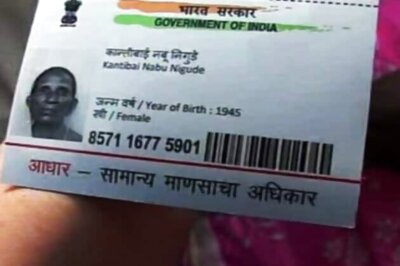 भारत सरकार
GOVERNMENT OF INDIA
कान्तीबाई नबू निगुडे
Kantibai Nabu Nigude
जन्म वर्ष / Year of Birth : 1945
स्त्री / Female
8571 1677 5901
आधार – सामान्य माणसाचा अधिकार